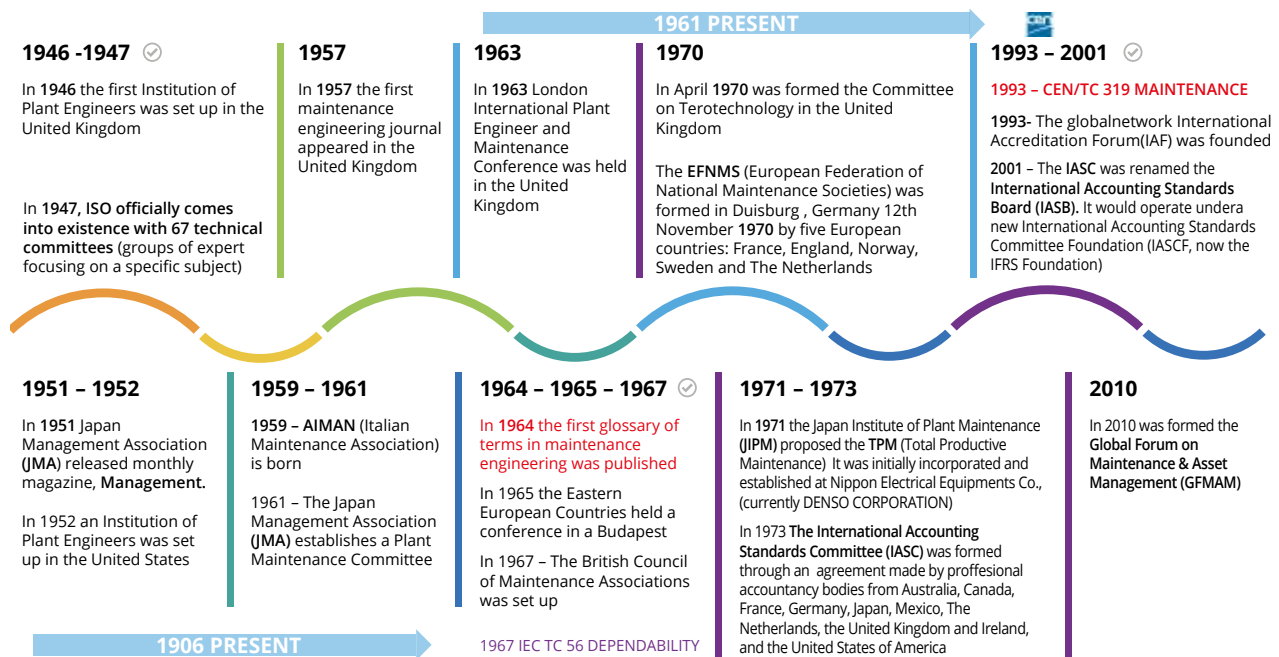 1961 PRESENT
cen
1946 -1947
In 1946 the first Institution of
Plant Engineers was set up in the
United Kingdom
In 1947, ISO officially comes
into existence with 67 technical
committees (groups of expert
focusing on a specific subject)
1957
In 1957 the first
maintenance
engineering journal
appeared in the
United Kingdom
1963
In 1963 London
International Plant
Engineer and
Maintenance
Conference was held
in the United
Kingdom
1970
In April 1970 was formed the Committee
on Terotechnology in the United
Kingdom
The EFNMS (European Federation of
National Maintenance Societies) was
formed in Duisburg , Germany 12th
November 1970 by five European
countries: France, England, Norway,
Sweden and The Netherlands
1993 – 2001
1993 – CEN/TC 319 MAINTENANCE
1993- The globalnetwork International
Accreditation Forum(IAF) was founded
2001 – The IASC was renamed the
International Accounting Standards
Board (IASB). It would operate undera
new International Accounting Standards
Committee Foundation (IASCF, now the
IFRS Foundation)
1951 – 1952
In 1951 Japan
Management Association
(JMA) released monthly
magazine, Management.
In 1952 an Institution of
Plant Engineers was set
up in the United States
1959 – 1961
1959 – AIMAN (Italian
Maintenance Association)
is born
1961 – The Japan
Management Association
(JMA) establishes a Plant
Maintenance Committee
1964 – 1965 – 1967
In 1964 the first glossary of
terms in maintenance
engineering was published
In 1965 the Eastern
European Countries held a
conference in a Budapest
In 1967 – The British Council
of Maintenance Associations
was set up
1967 IEC TC 56 DEPENDABILITY
1971 – 1973
In 1971 the Japan Institute of Plant Maintenance
(JIPM) proposed the TPM (Total Productive
Maintenance) It was initially incorporated and
established at Nippon Electrical Equipments Co.,
(currently DENSO CORPORATION)
In 1973 The International Accounting
Standards Committee (IASC) was formed
through an agreement made by proffesional
accountancy bodies from Australia, Canada,
France, Germany, Japan, Mexico, The
Netherlands, the United Kingdom and Ireland,
and the United States of America
2010
In 2010 was formed the
Global Forum on
Maintenance & Asset
Management (GFMAM)
1906 PRESENT